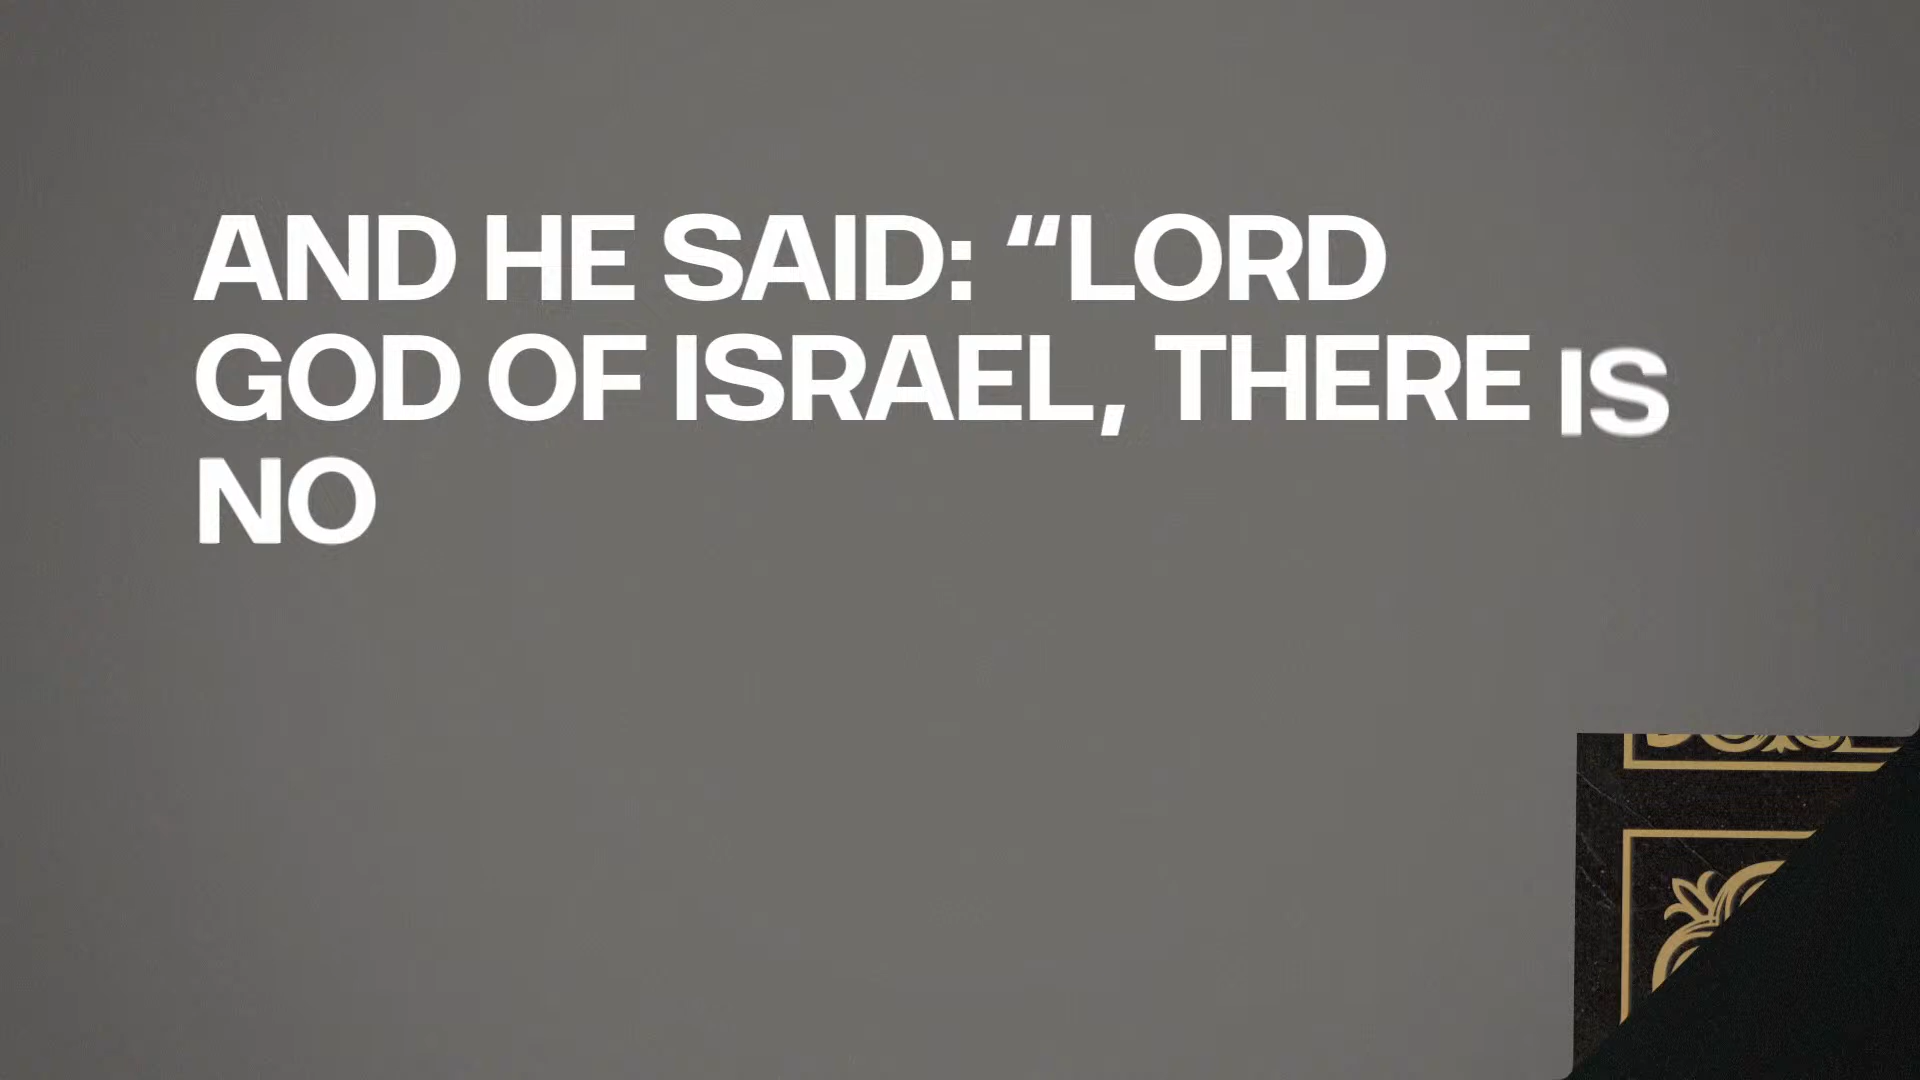 AND HE SAID: “LORD
GOD OF ISRAEL, THERE IS
NO